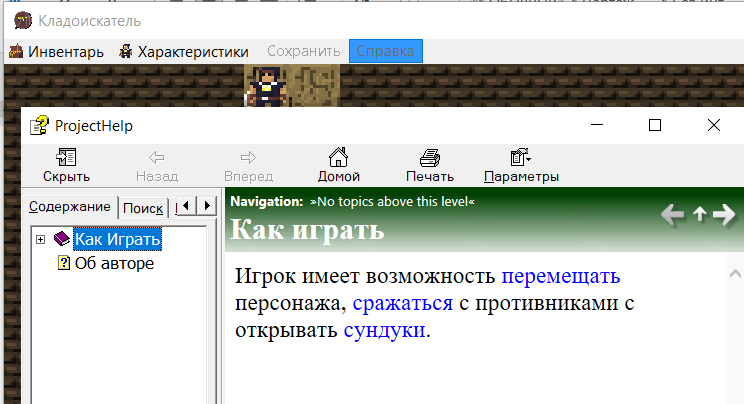 Кладоискатель
Инвентарь Характеристики Сохранить Справка
ProjectHelp
Скрыть Назад Вперед Домой Печать Параметры
Содержание Поиск
Navigation: »No topics above this level«
Как играть
Как Играть
Об авторе
Игрок имеет возможность перемещать
персонажа, сражаться с противниками с
открывать сундуки.